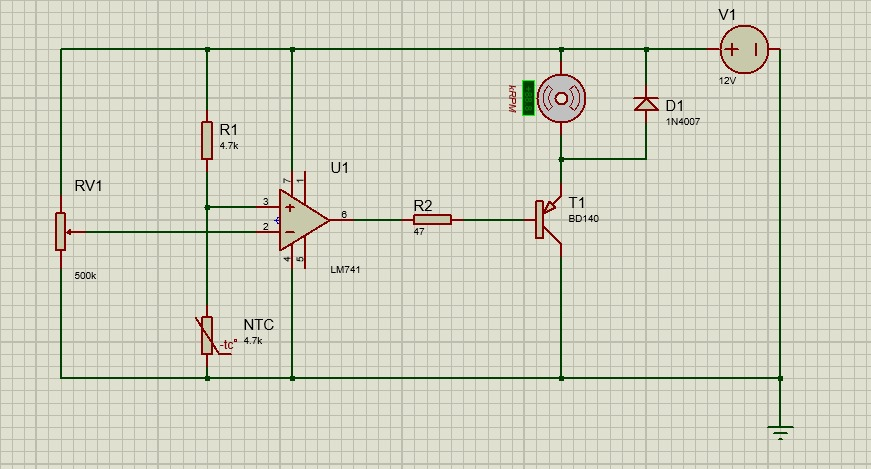 V1
12V
kRPM
D1
1N4007
R1
4.7k
RV1
500k
U1
7
1
3
2
6
4
5
LM741
R2
47
T1
BD140
NTC
4.7k
-tc°